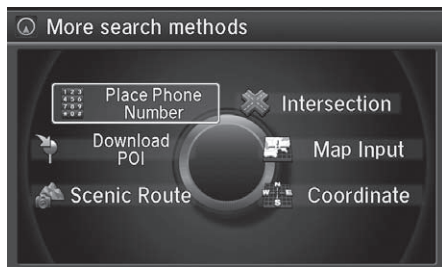 More search methods
Place Phone
Number
Intersection
Download
POI
Map Input
Scenic Route
Coordinate